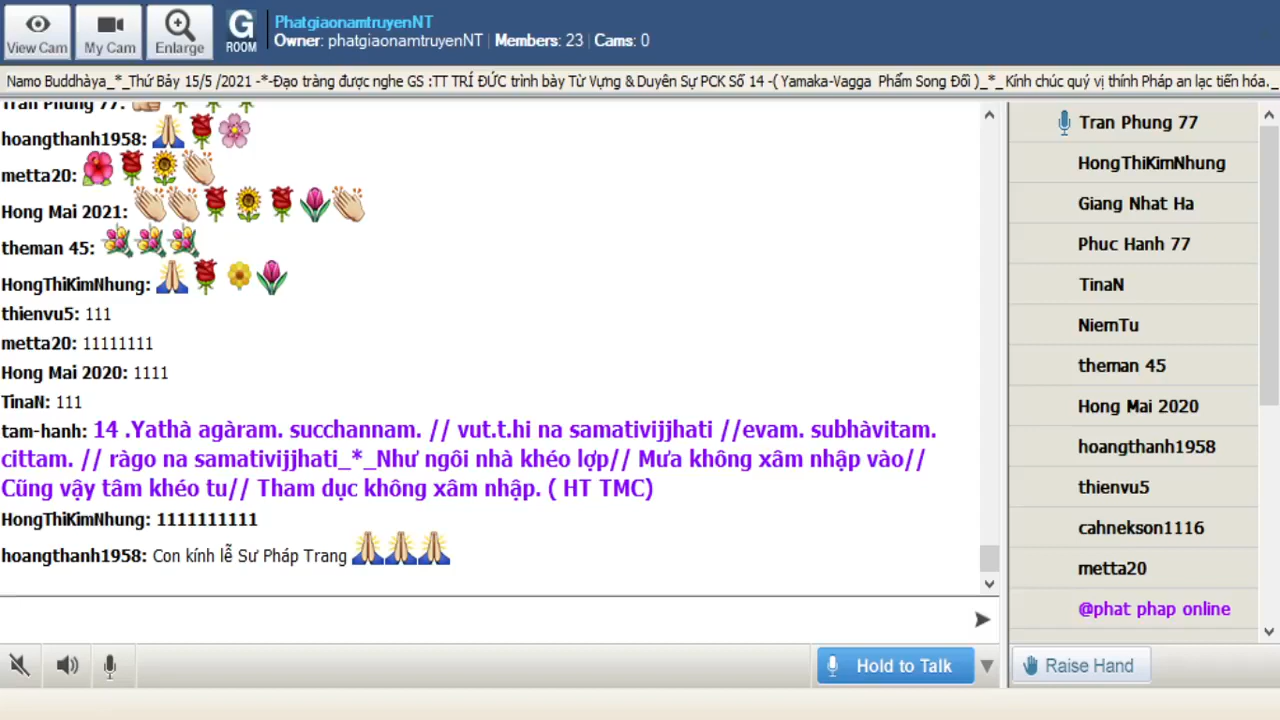 View Cam
My Cam
Enlarge
G
ROOM
PhatgiaonamtruyenNT
Owner: phatgiaonamtruyenNT | Members: 23 | Cams: 0
Namo Buddhàya_*_Thứ Bảy 15/5 /2021 -*-Đạo tràng được nghe GS :TT TRÍ ĐỨC trình bày Từ Vựng & Duyên Sự PCK Số 14 -( Yamaka-Vagga Phẩm Song Đối )_*_ Kính chúc quý vị thính Pháp an lạc tiến hóa._
Tran Phung 77:
hoangthanh1958:
metta20:
Hong Mai 2021:
theman 45:
HongThiKimNhung:
thienvu5: 111
metta20: 11111111
Hong Mai 2020: 1111
TinaN: 111
tam-hanh: 14 .Yathà agàram. succhannam. // vut.t.hi na samativijjhati //evam. subhàvitam.
cittam. // ràgo na samativijjhati_*_Như ngôi nhà khéo lợp// Mưa không xâm nhập vào//
Cũng vậy tâm khéo tu// Tham dục không xâm nhập. ( HT TMC)
HongThiKimNhung: 1111111111
hoangthanh1958: Con kính lễ Sư Pháp Trang
Tran Phung 77
HongThiKimNhung
Giang Nhat Ha
Phuc Hanh 77
TinaN
NiemTu
theman 45
Hong Mai 2020
hoangthanh1958
thienvu5
cahnekson1116
metta20
@phat phap online
Hold to Talk
Raise Hand